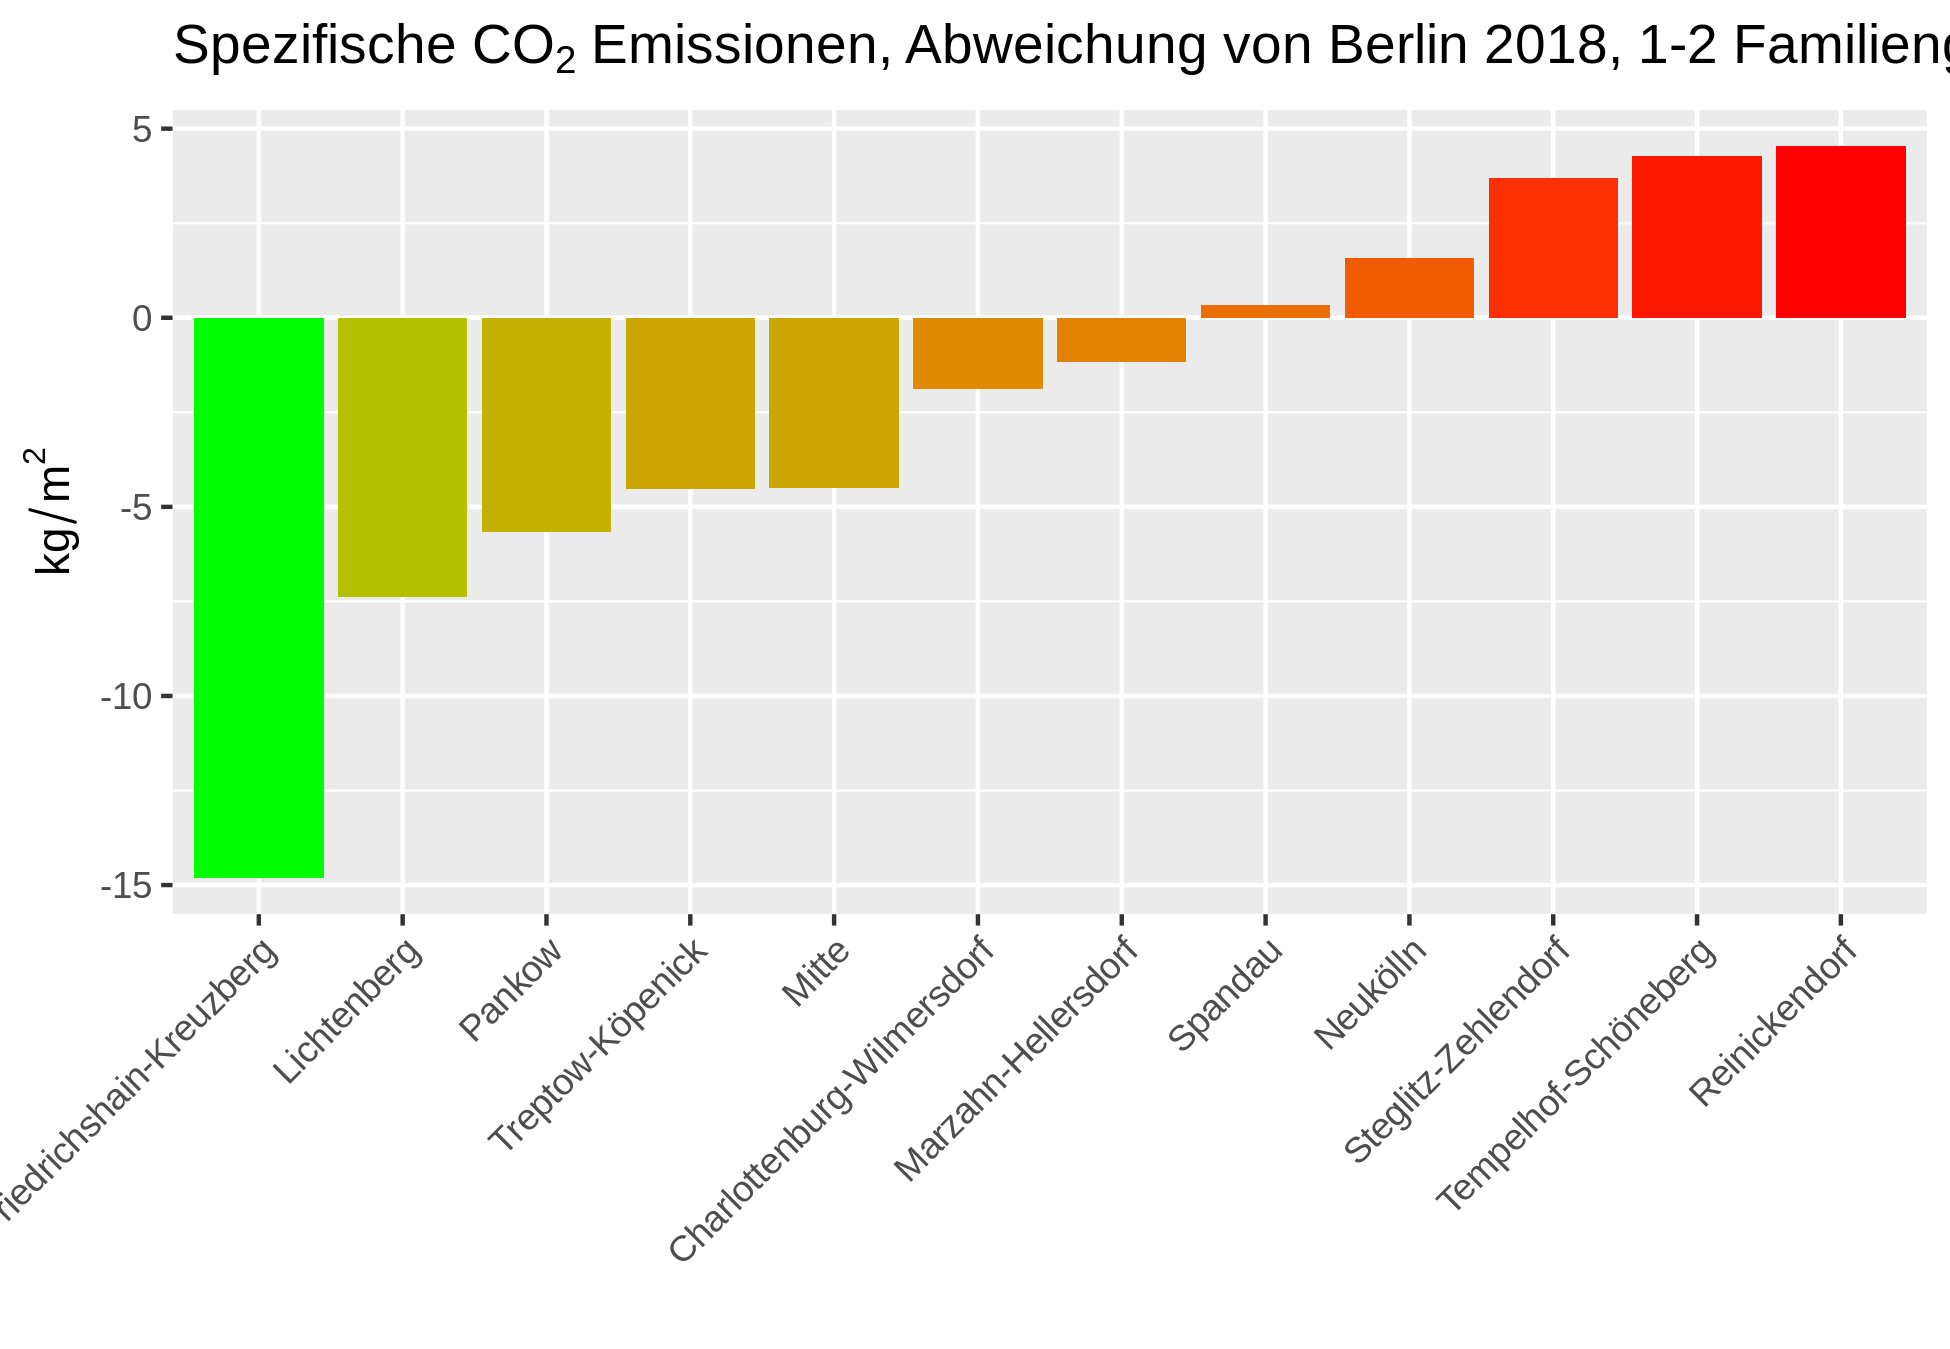 Spezifische CO₂ Emissionen, Abweichung von Berlin 2018, 1-2 Familieng
kg/m²
5
0
-5
-10
-15
riedrichshain-Kreuzberg
Lichtenberg
Pankow
Treptow-Köpenick
Mitte
Charlottenburg-Wilmersdorf
Marzahn-Hellersdorf
Spandau
Neukölln
Steglitz-Zehlendorf
Tempelhof-Schöneberg
Reinickendorf